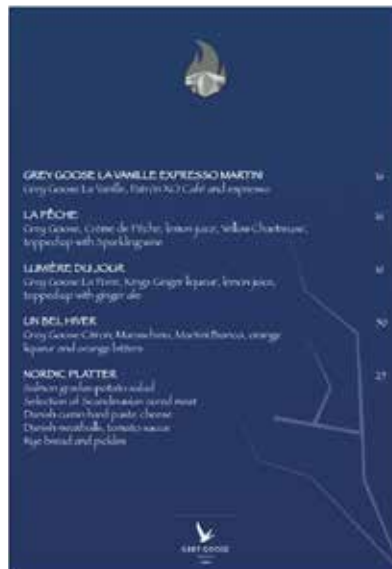 GREY GOOSE LA VANILLE EXPRESSO MARTINI
Grey Goose La Vanille, Patrón XO Café and espresso
LA PÊCHE
Grey Goose, Crème de Pêche, lemon juice, Yellow Chartreuse,
topped up with Sparkling wine
LUMIÈRE DU JOUR
Grey Goose La Poire, Kings Ginger liqueur, lemon juice,
topped up with ginger ale
UN BEL HIVER
Grey Goose Citron, Maraschino, Martini Bianco, orange
liqueur and orange bitters
NORDIC PLATTER
Salmon gravlax potato salad
Selection of Scandinavian cured meat
Danish cumin hard paste cheese
Danish meatballs, tomato sauce
Rye bread and pickles
GREY GOOSE